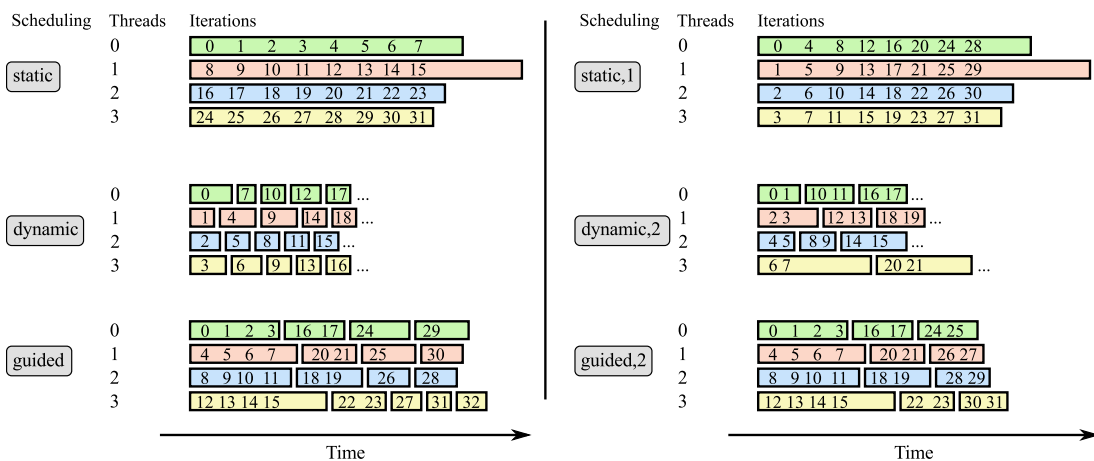 Scheduling Threads Iterations
0 0 1 2 3 4 5 6 7
static 1 8 9 10 11 12 13 14 15
2 16 17 18 19 20 21 22 23
3 24 25 26 27 28 29 30 31
0 0 7 10 12 17 ...
dynamic 1 1 4 9 14 18 ...
2 2 5 8 11 15 ...
3 3 6 9 13 16 ...
0 0 1 2 3 16 17 24 29
guided 1 4 5 6 7 20 21 25 30
2 8 9 10 11 18 19 26 28
3 12 13 14 15 22 23 27 31 32
Time
Scheduling Threads Iterations
0 0 4 8 12 16 20 24 28
static,1 1 1 5 9 13 17 21 25 29
2 2 6 10 14 18 22 26 30
3 3 7 11 15 19 23 27 31
0 0 1 10 11 16 17 ...
dynamic,2 1 2 3 12 13 18 19 ...
2 4 5 8 9 14 15 ...
3 6 7 20 21 ...
0 0 1 2 3 16 17 24 25
guided,2 1 4 5 6 7 20 21 26 27
2 8 9 10 11 18 19 28 29
3 12 13 14 15 22 23 30 31
Time